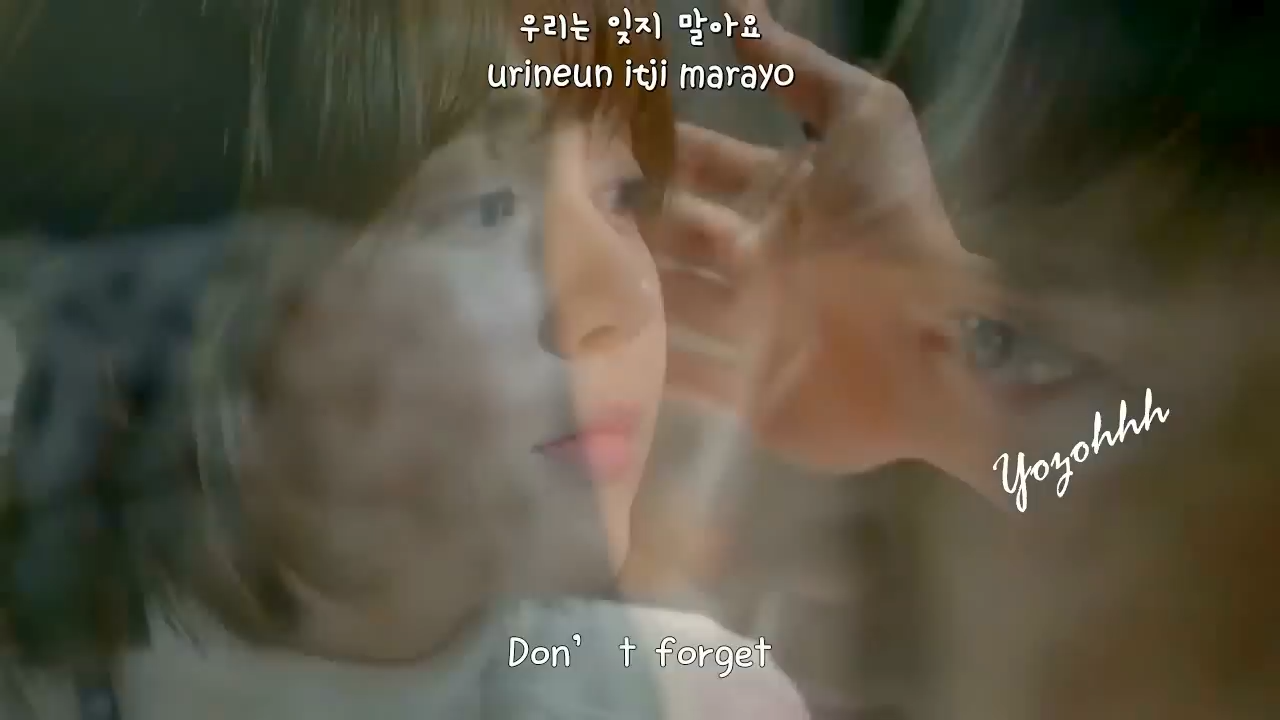 우리는 잊지 말아요
urineun itji marayo
Yozohhh
Don't forget